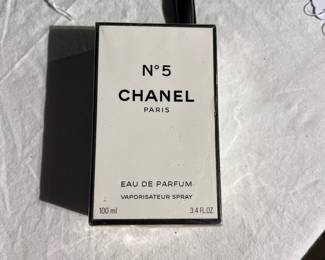 N°5
CHANEL
PARIS
EAU DE PARFUM
VAPORISATEUR SPRAY
100 ml 3.4 FL. OZ.